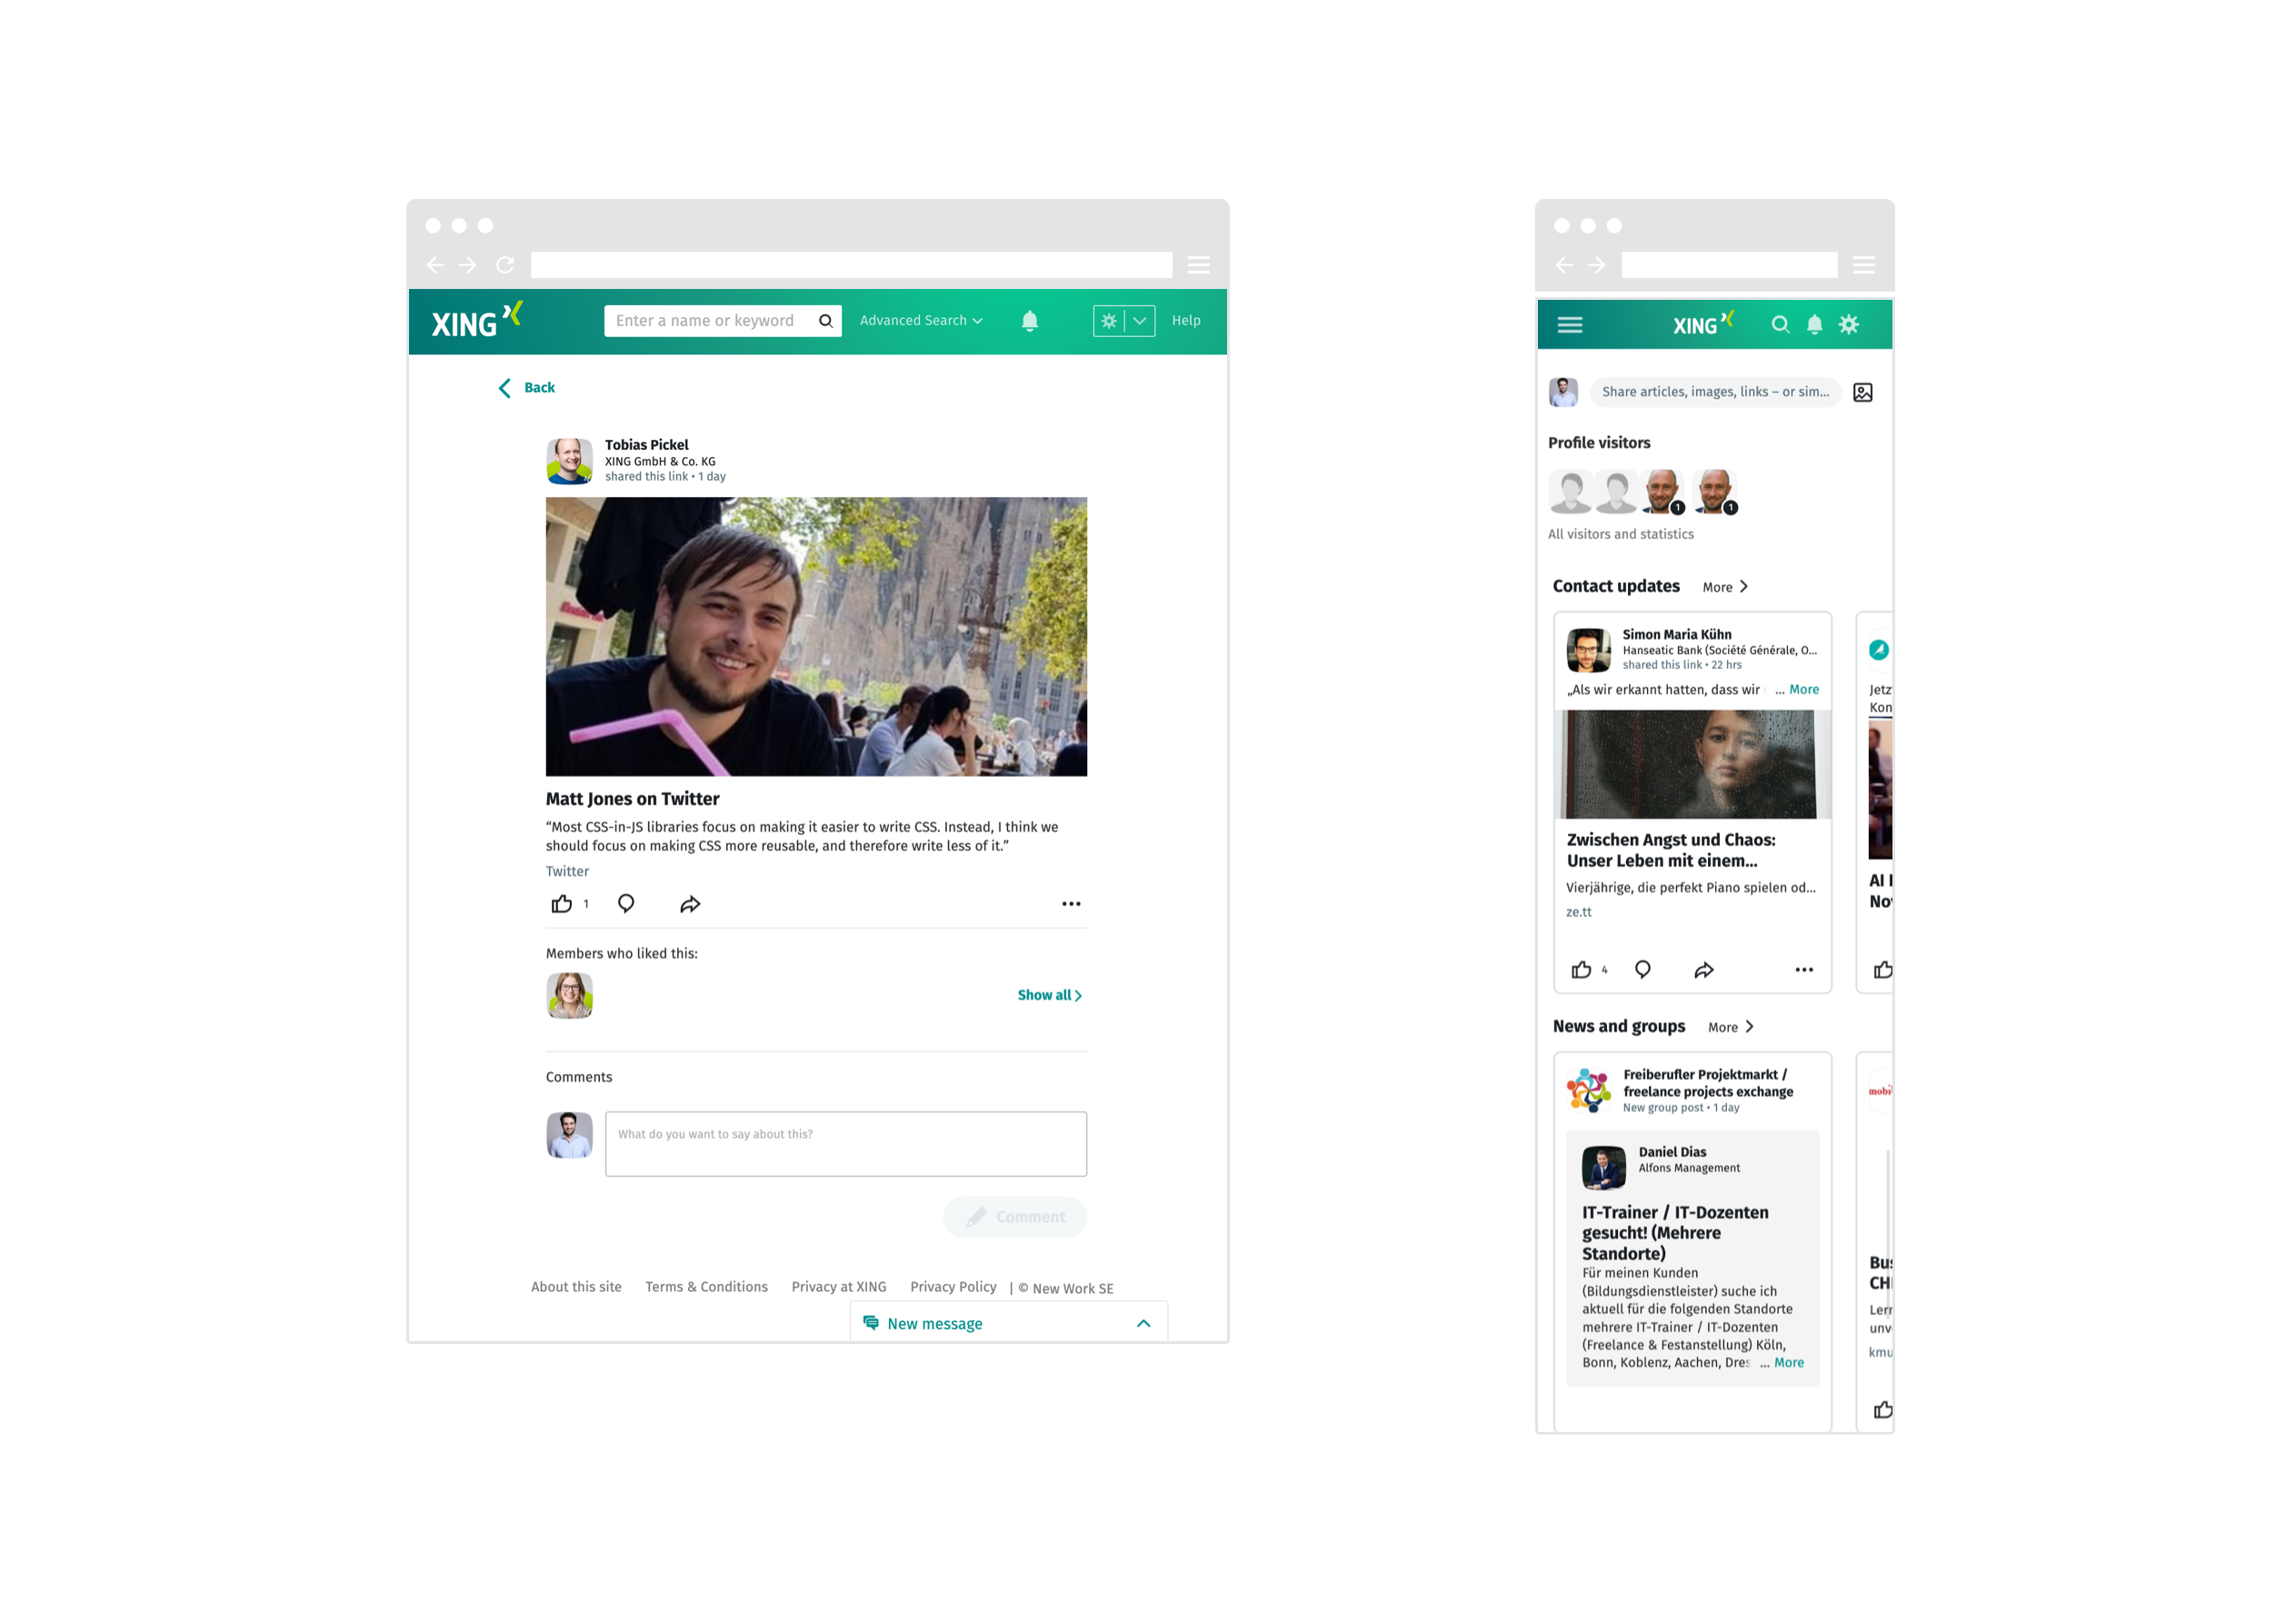 XING
Enter a name or keyword
Advanced Search
Help
Back
Tobias Pickel
XING GmbH & Co. KG
shared this link • 1 day
Matt Jones on Twitter
“Most CSS-in-JS libraries focus on making it easier to write CSS. Instead, I think we
should focus on making CSS more reusable, and therefore write less of it.”
Twitter
1
Members who liked this:
Show all
Comments
What do you want to say about this?
Comment
About this site Terms & Conditions Privacy at XING Privacy Policy | © New Work SE
New message
XING
Share articles, images, links – or sim...
Profile visitors
1 1
All visitors and statistics
Contact updates More
Simon Maria Kühn
Hanseatic Bank (Société Générale, O...
shared this link • 22 hrs
„Als wir erkannt hatten, dass wir ... More
Zwischen Angst und Chaos:
Unser Leben mit einem...
Vierjährige, die perfekt Piano spielen od...
ze.tt
4
Jetz
Kon
AI
No
News and groups More
Freiberufler Projektmarkt /
freelance projects exchange
New group post • 1 day
Daniel Dias
Alfons Management
IT-Trainer / IT-Dozenten
gesucht! (Mehrere
Standorte)
Für meinen Kunden
(Bildungsdienstleister) suche ich
aktuell für die folgenden Standorte
mehrere IT-Trainer / IT-Dozenten
(Freelance & Festanstellung) Köln,
Bonn, Koblenz, Aachen, Dres ... More
mobi
Bus
CH
Lern
unv
kmu